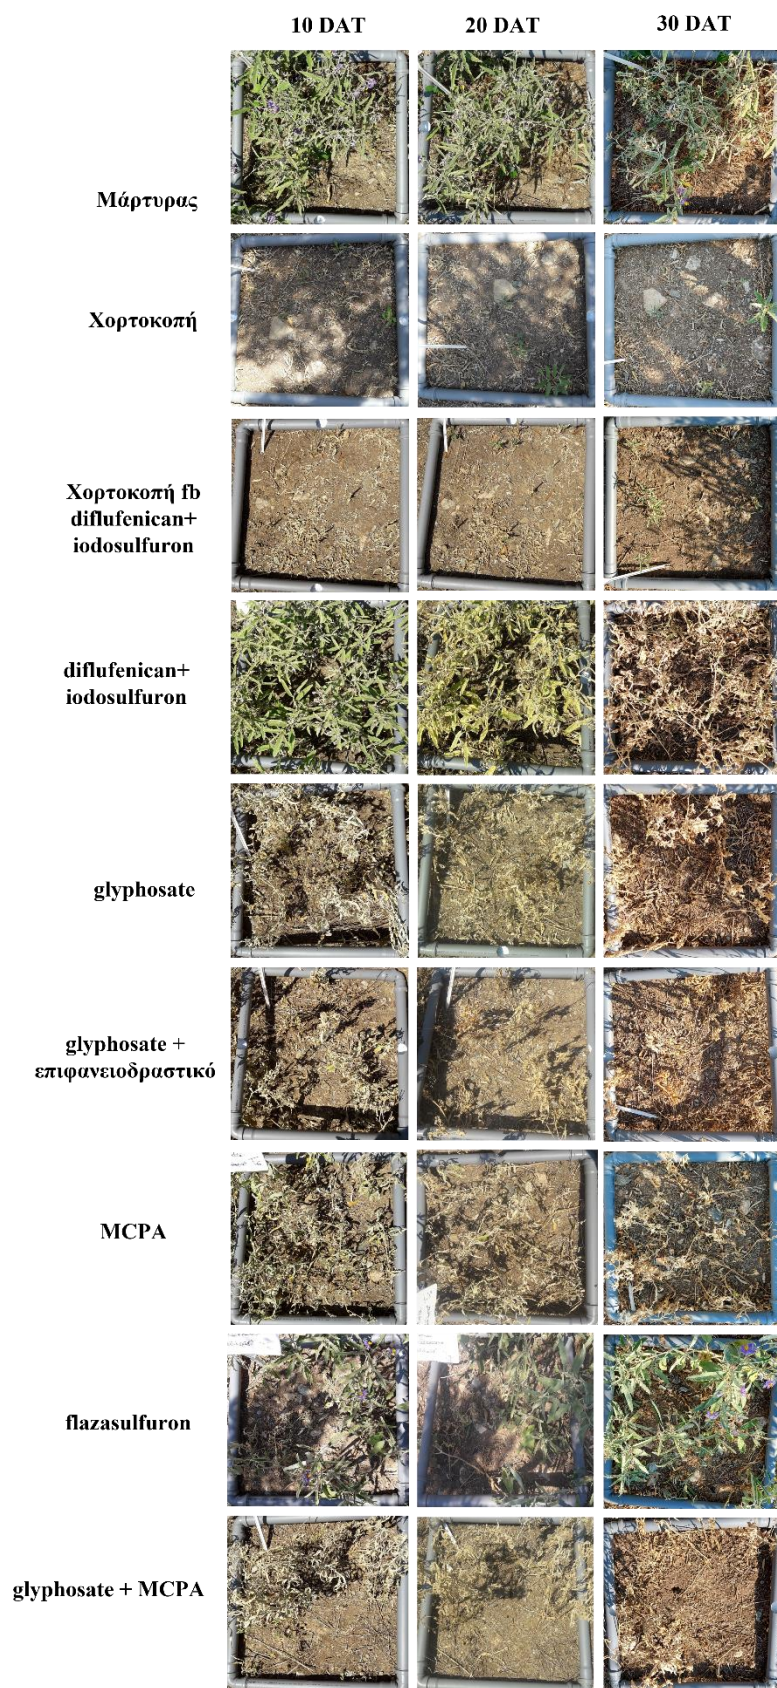 10 DAT 20 DAT 30 DAT
Μάρτυρας
Χορτοκοπή
Χορτοκοπή fb
diflufenican+
iodosulfuron
diflufenican+
iodosulfuron
glyphosate
glyphosate +
επιφανειοδραστικό
MCPA
flazasulfuron
glyphosate + MCPA